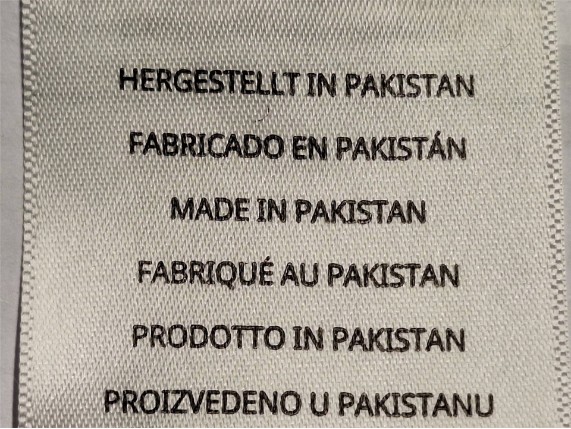 HERGESTELLT IN PAKISTAN
FABRICADO EN PAKISTÁN
MADE IN PAKISTAN
FABRIQUÉ AU PAKISTAN
PRODOTTO IN PAKISTAN
PROIZVEDENO U PAKISTANU